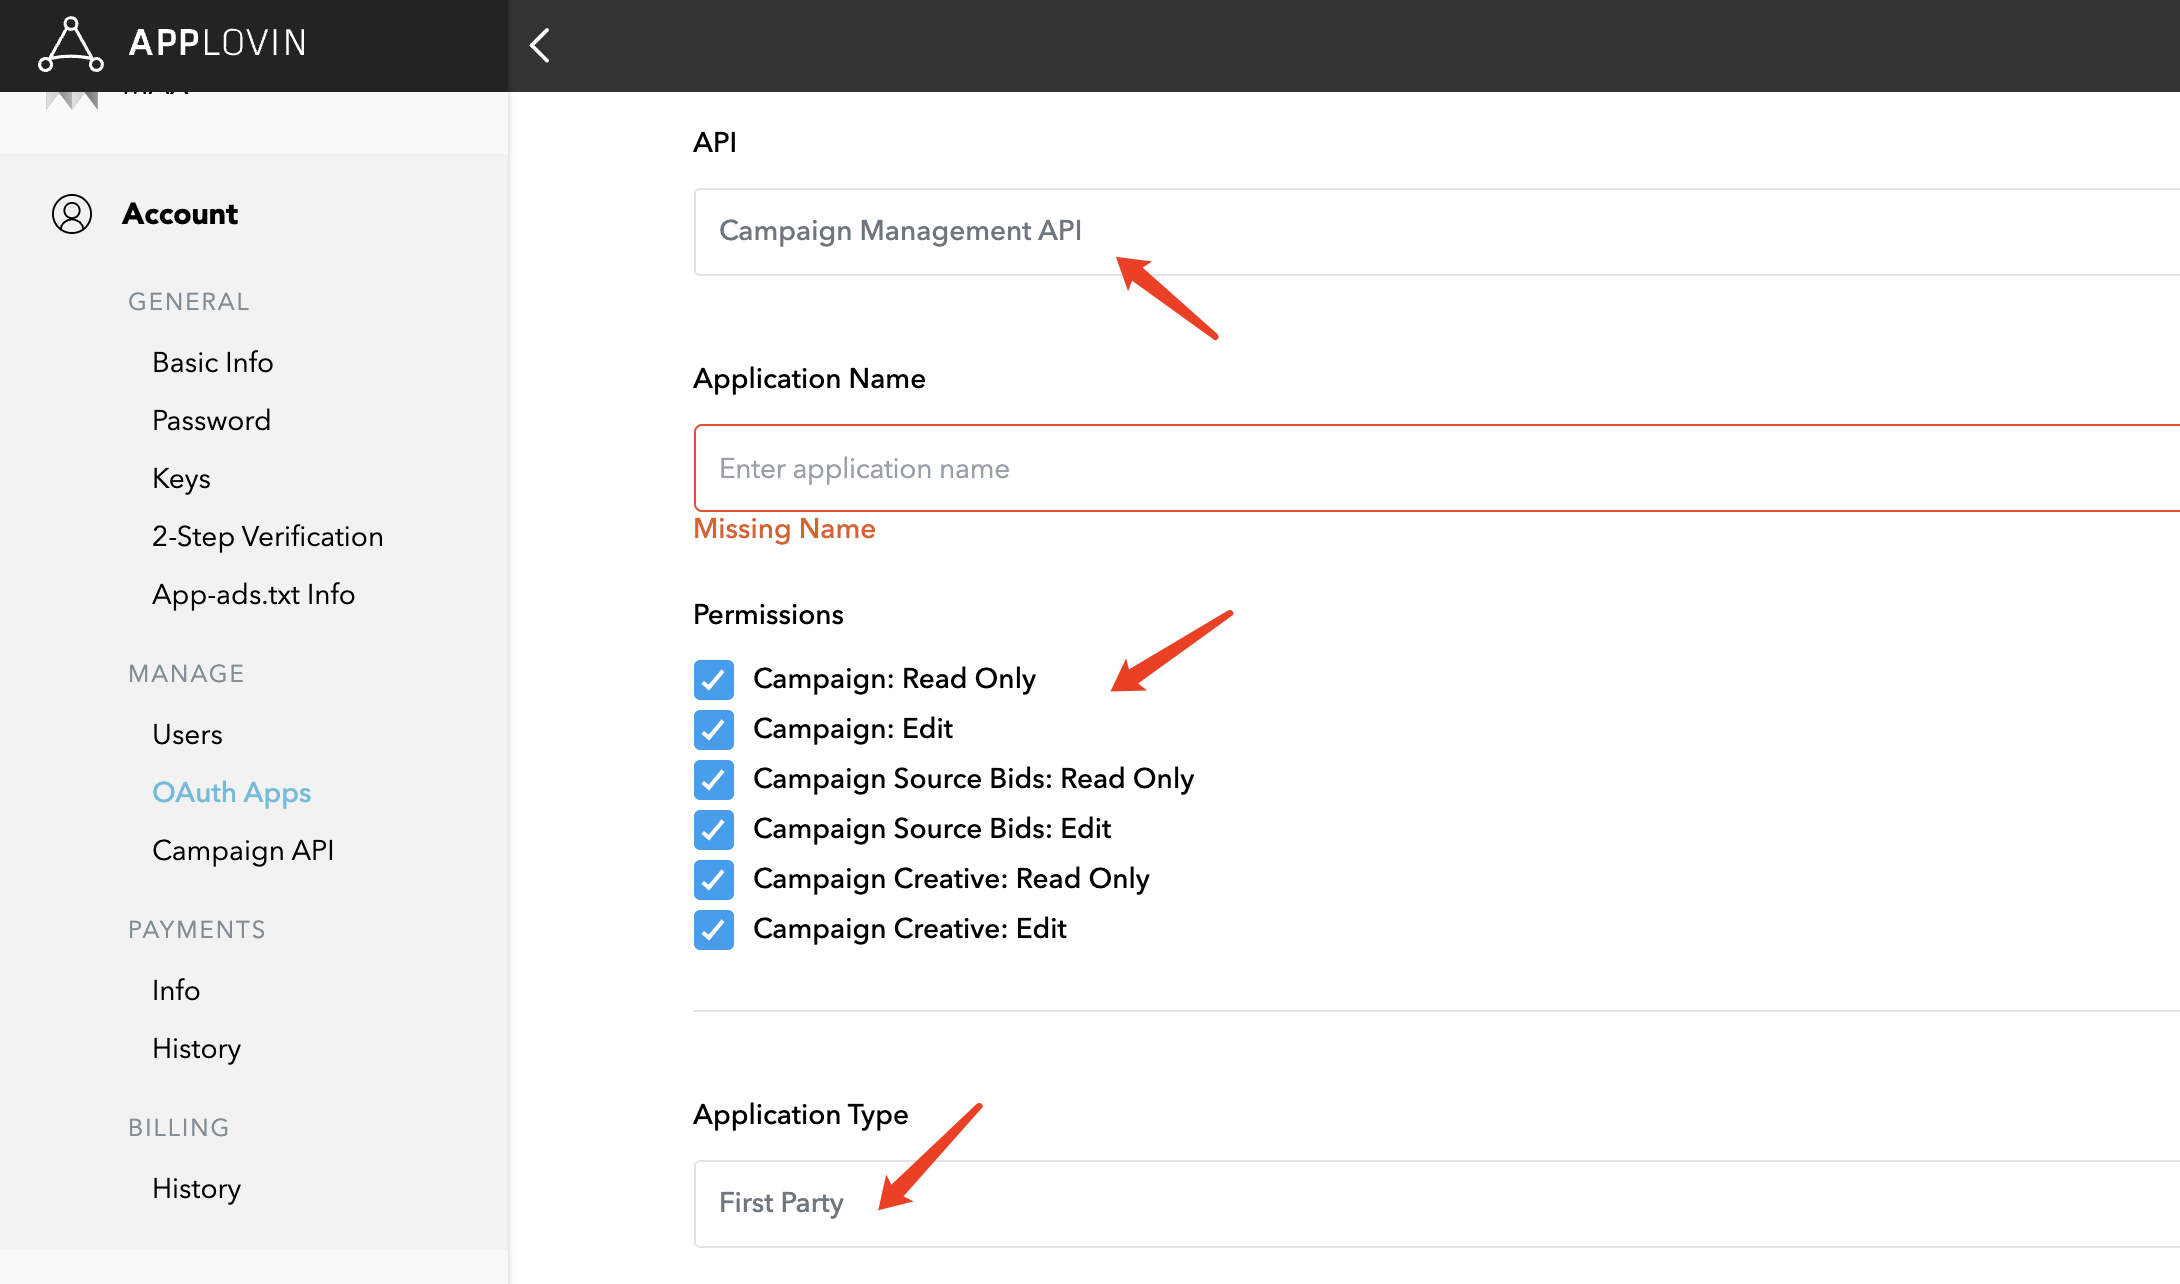 APPLOVIN
MAX
Account
GENERAL
Basic Info
Password
Keys
2-Step Verification
App-ads.txt Info
MANAGE
Users
OAuth Apps
Campaign API
PAYMENTS
Info
History
BILLING
History
API
Campaign Management API
Application Name
Enter application name
Missing Name
Permissions
Campaign: Read Only
Campaign: Edit
Campaign Source Bids: Read Only
Campaign Source Bids: Edit
Campaign Creative: Read Only
Campaign Creative: Edit
Application Type
First Party